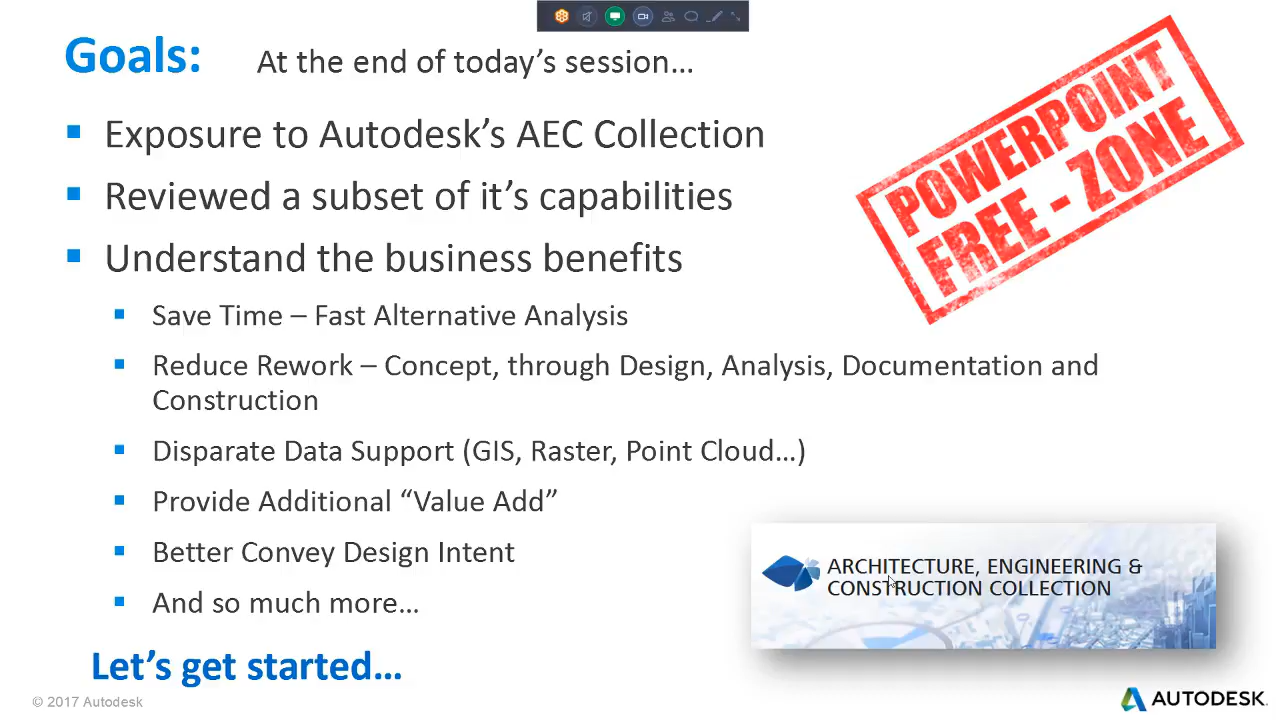 Goals: At the end of today’s session…
POWERPOINT
FREE - ZONE
Exposure to Autodesk’s AEC Collection
Reviewed a subset of it’s capabilities
Understand the business benefits
Save Time – Fast Alternative Analysis
Reduce Rework – Concept, through Design, Analysis, Documentation and
Construction
Disparate Data Support (GIS, Raster, Point Cloud…)
Provide Additional “Value Add”
Better Convey Design Intent
And so much more…
ARCHITECTURE, ENGINEERING &
CONSTRUCTION COLLECTION
Let’s get started…
© 2017 Autodesk
AUTODESK.